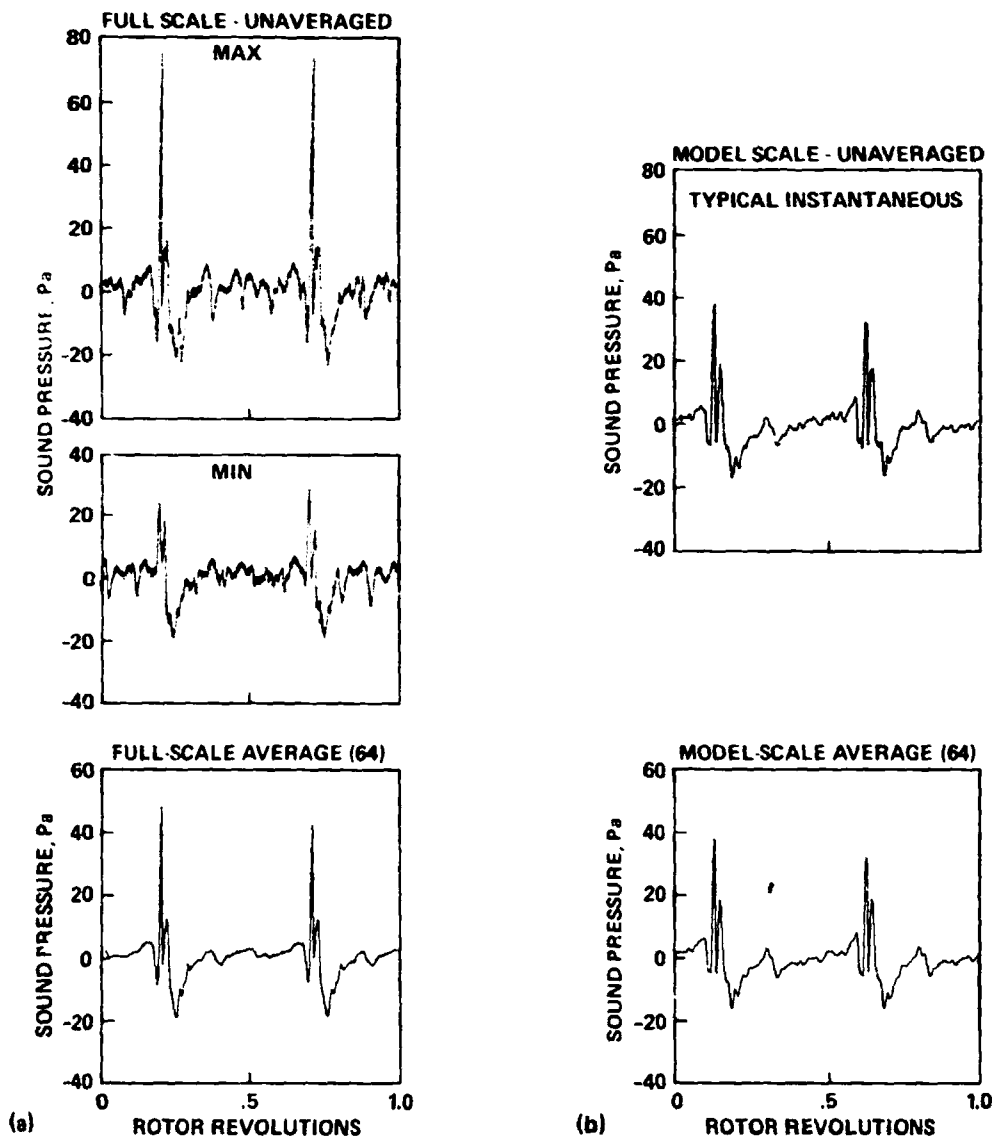 FULL SCALE - UNAVERAGED
MAX
80
60
40
20
0
-20
-40
SOUND PRESSURE, Pa
MIN
40
20
0
-20
-40
FULL-SCALE AVERAGE (64)
60
40
20
0
-20
-40
SOUND PRESSURE, Pa
0 .5 1.0
(a) ROTOR REVOLUTIONS
MODEL SCALE - UNAVERAGED
TYPICAL INSTANTANEOUS
80
60
40
20
0
-20
-40
SOUND PRESSURE, Pa
MODEL-SCALE AVERAGE (64)
60
40
20
0
-20
-40
SOUND PRESSURE, Pa
0 .5 1.0
(b) ROTOR REVOLUTIONS